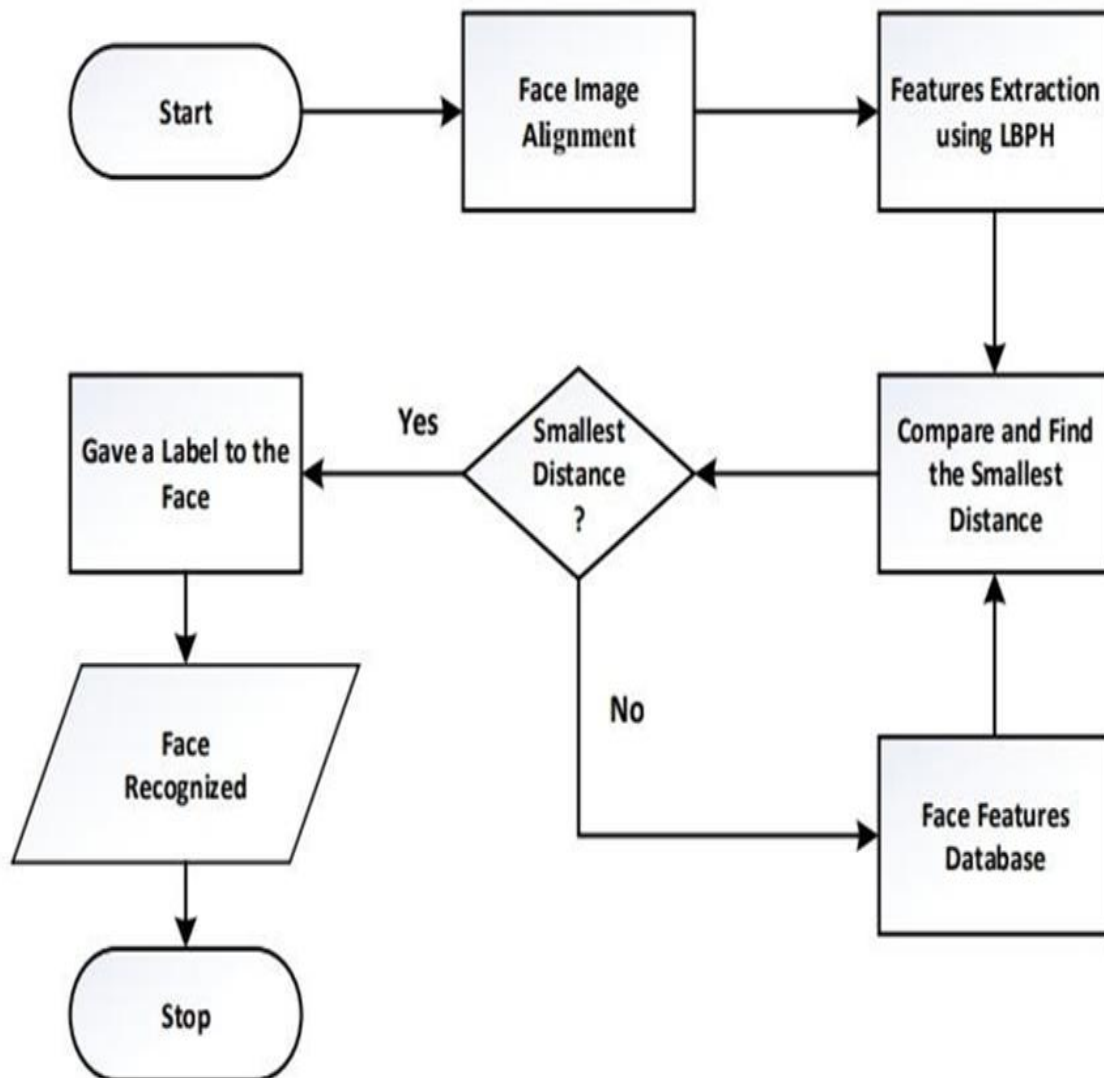 Start
Face Image
Alignment
Features Extraction
using LBPH
Compare and Find
the Smallest
Distance
Smallest
Distance
?
Yes
Gave a Label to the
Face
No
Face
Recognized
Face Features
Database
Stop